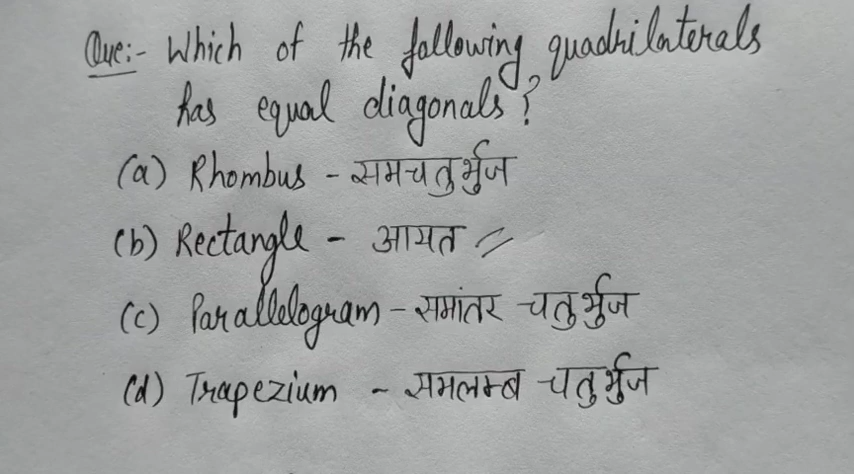 Que:- Which of the following quadrilaterals
has equal diagonals?
(a) Rhombus - समचतुर्भुज
(b) Rectangle - आयत
(c) Parallelogram - समांतर चतुर्भुज
(d) Trapezium - समलम्ब चतुर्भुज